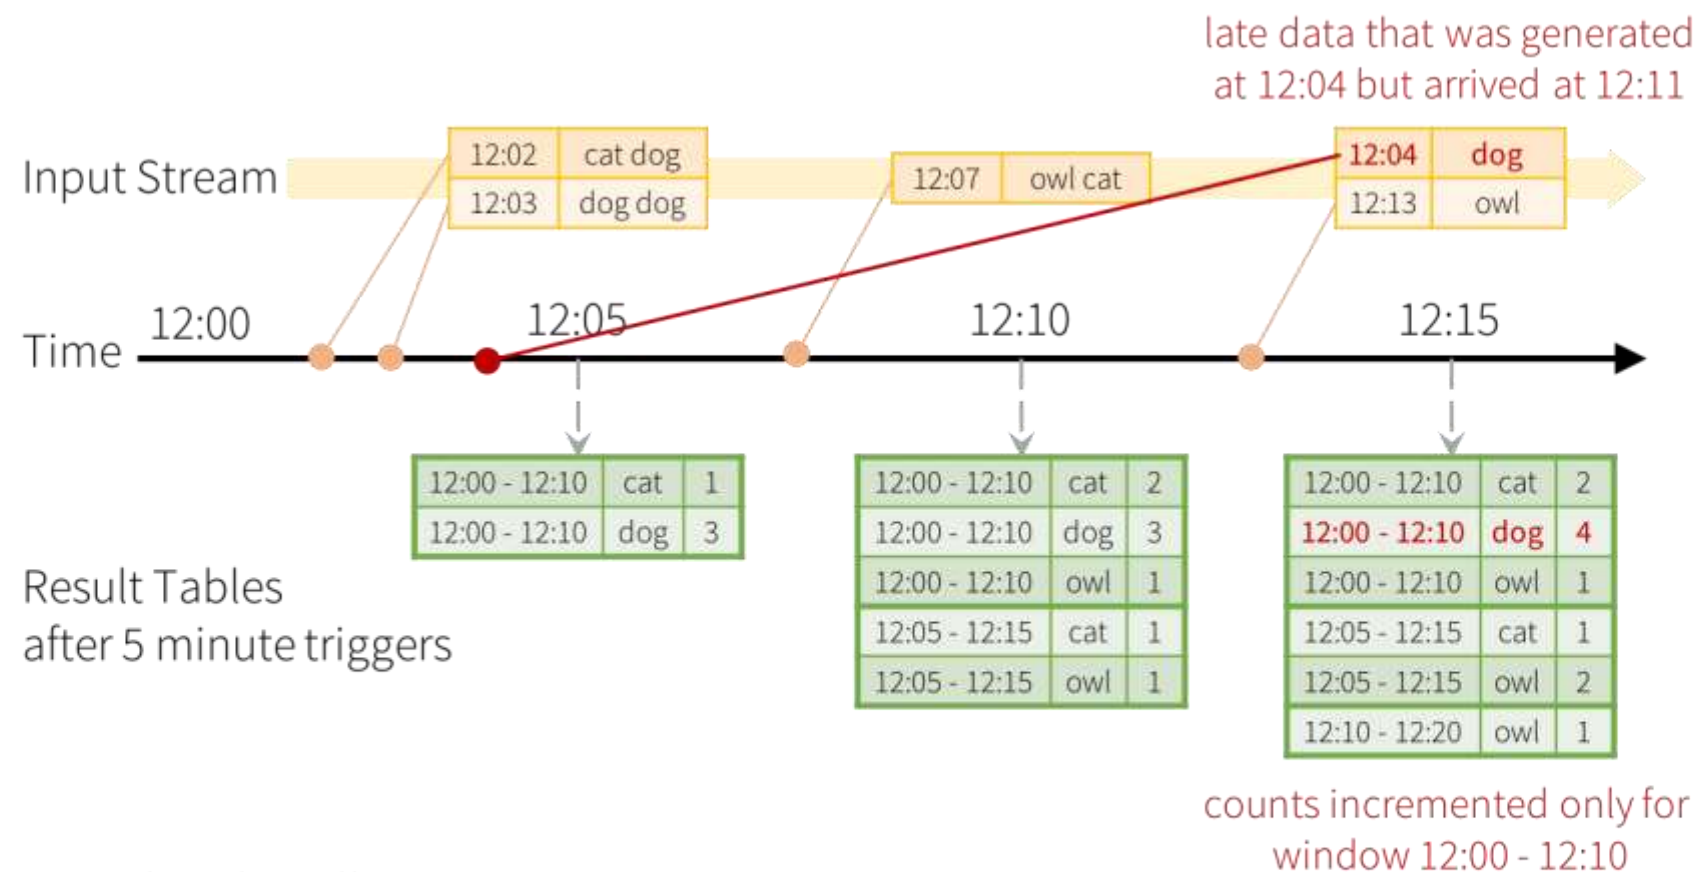 late data that was generated
at 12:04 but arrived at 12:11
Input Stream
12:02 cat dog
12:03 dog dog
12:07 owl cat
12:04 dog
12:13 owl
Time
12:00
12:05
12:10
12:15
Result Tables
after 5 minute triggers
12:00 - 12:10 cat 1
12:00 - 12:10 dog 3
12:00 - 12:10 cat 2
12:00 - 12:10 dog 3
12:00 - 12:10 owl 1
12:05 - 12:15 cat 1
12:05 - 12:15 owl 1
12:00 - 12:10 cat 2
12:00 - 12:10 dog 4
12:00 - 12:10 owl 1
12:05 - 12:15 cat 1
12:05 - 12:15 owl 2
12:10 - 12:20 owl 1
counts incremented only for
window 12:00 - 12:10